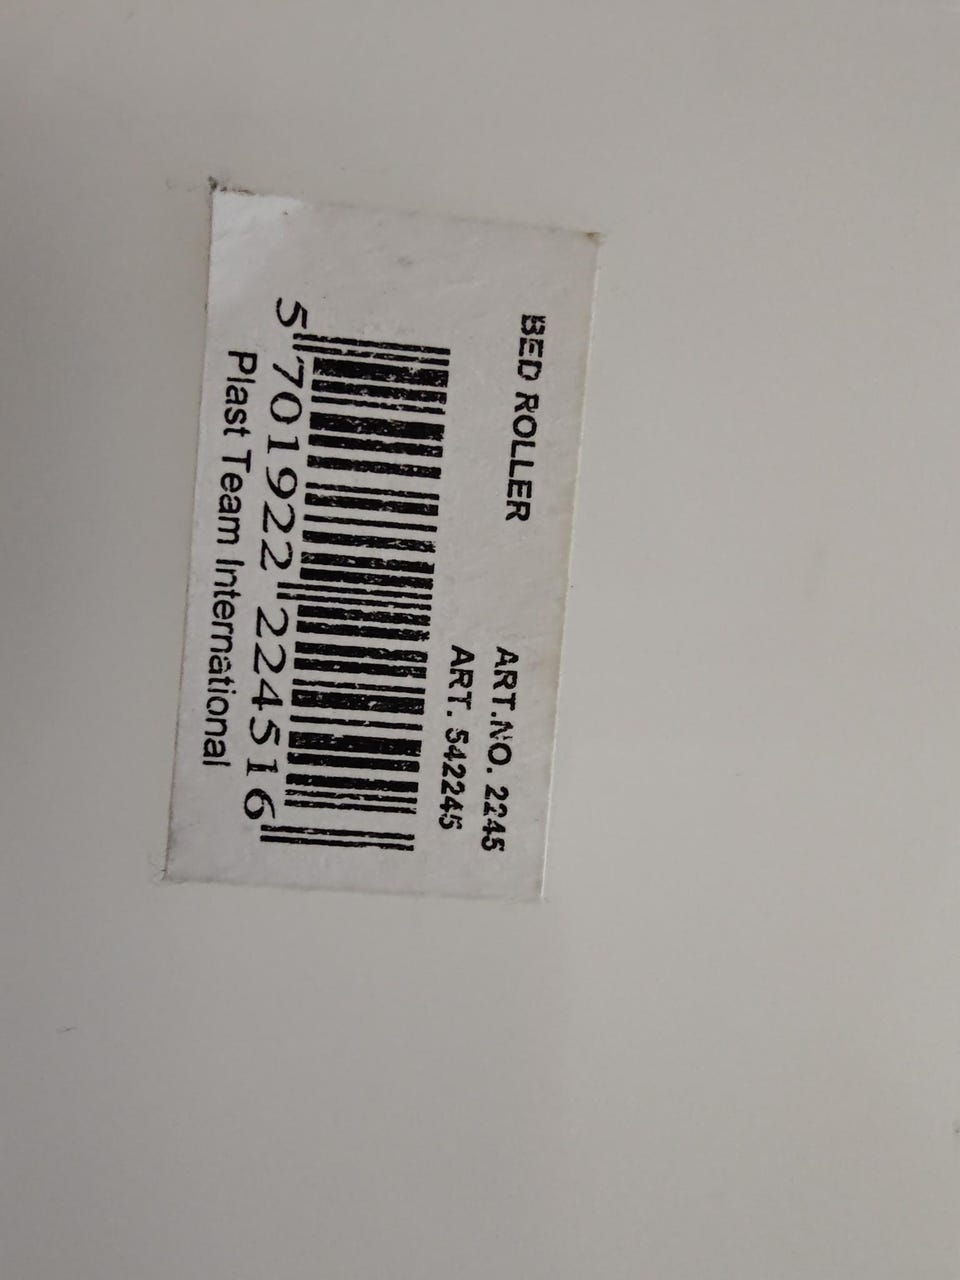 BED ROLLER
ART.NO. 2245
ART. 542245
5 701922 224516
Plast Team International